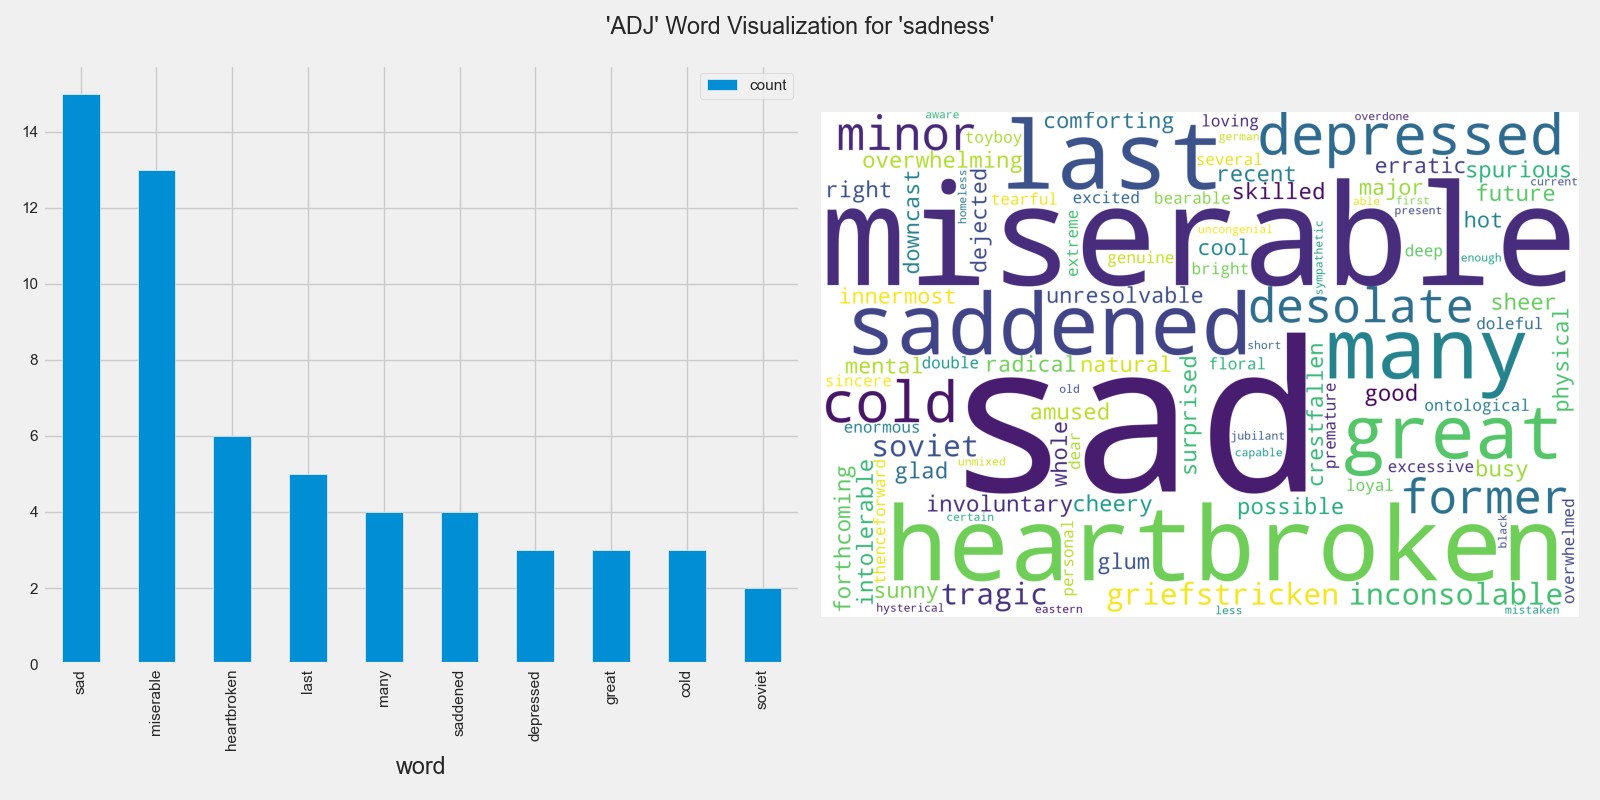 'ADJ' Word Visualization for 'sadness'
count
14
12
10
8
6
4
2
0
sad
miserable
heartbroken
last
many
saddened
depressed
great
cold
soviet
word
aware
minor
toyboy
overwhelming
last
comforting
loving
german
several
recent
depressed
overdone
erratic
spurious
right
downcast
homeless
dejected
tearful
excited
bearable
skilled
major
future
current
able
first
present
miserable
extreme
genuine
uncongenial
cool
bright
sympathetic
deep
hot
enough
innermost
unresolvable
desolate
sheer
doleful
saddened
short
many
physical
mental
double
radical
natural
floral
sincere
cold
sad
old
amused
surprised
crestfallen
premature
good
ontological
great
enormous
soviet
glad
unmixed
whole
dear
jubilant
capable
excessive
busy
loyal
former
forthcoming
intolerable
thenceforward
involuntary
cheery
possible
certain
heartbroken
personal
glum
black
overwhelmed
sunny
tragic
griefstricken
inconsolable
hysterical
eastern
less
mistaken